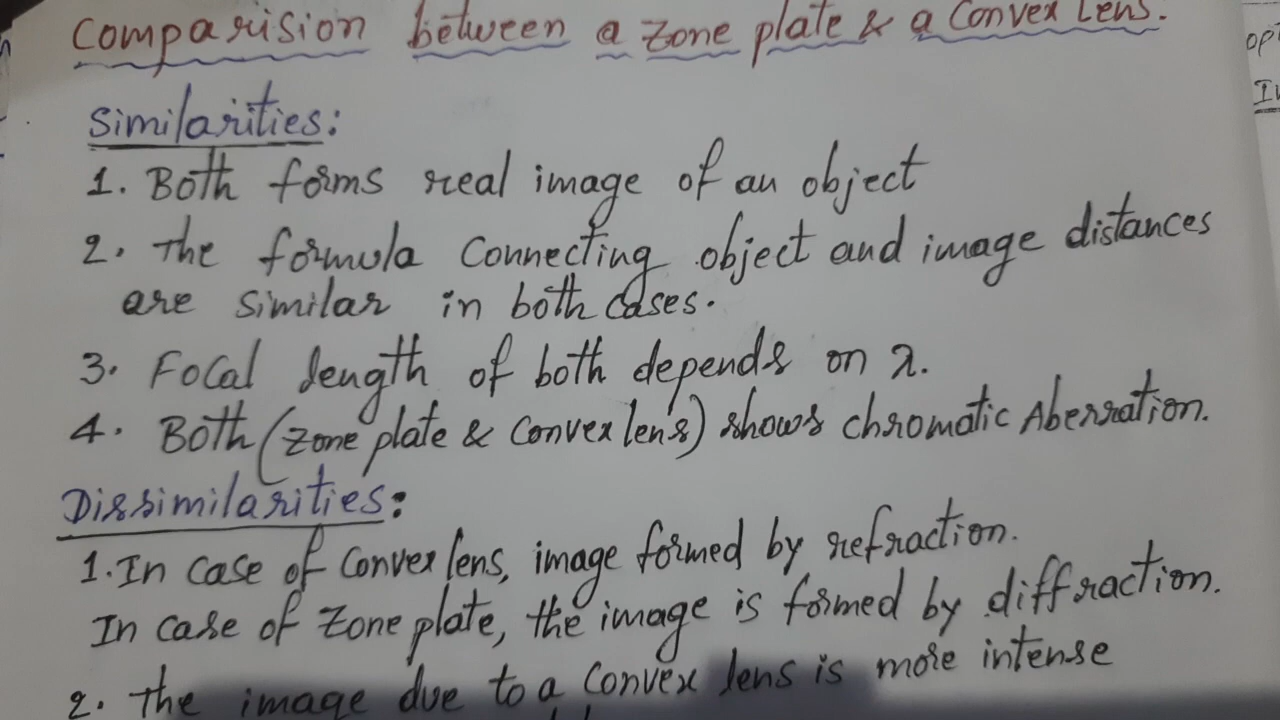 Comparision between a zone plate & a Convex Lens.
Similarities:
1. Both forms real image of an object
2. The formula Connecting object and image distances
are similar in both cases.
3. Focal length of both depends on λ.
4. Both (zone plate & Convex lens) shows chromatic Aberration.
Dissimilarities:
1. In case of Convex lens, image formed by refraction.
In case of Zone plate, the image is formed by diffraction.
2. The image due to a Convex lens is more intense